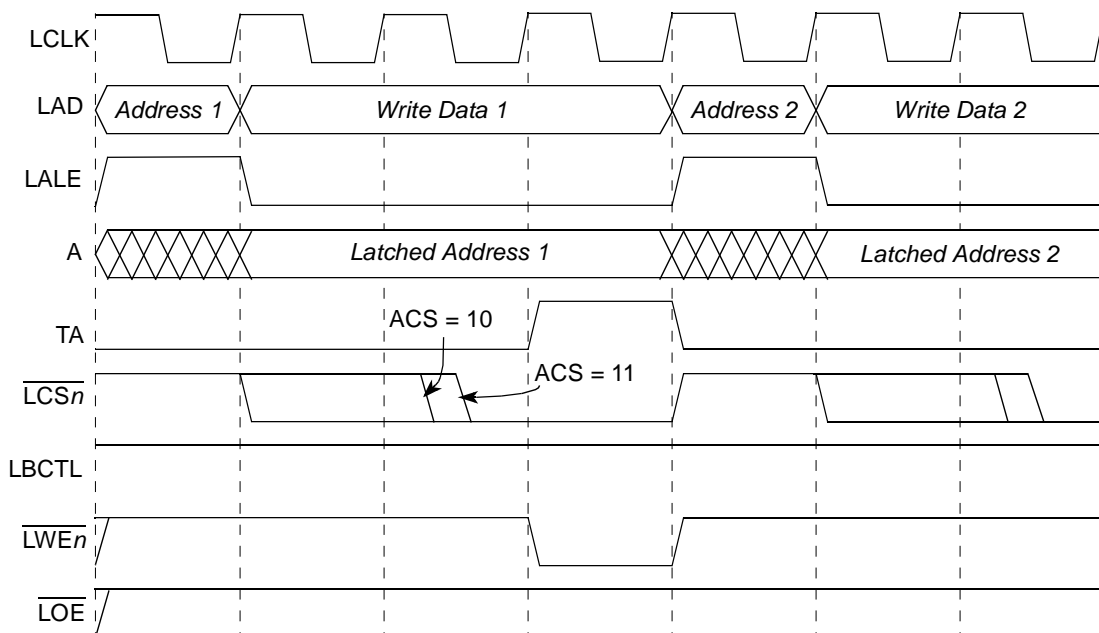 LCLK
LAD Address 1 Write Data 1 Address 2 Write Data 2
LALE
A Latched Address 1 Latched Address 2
TA ACS = 10
LCSn ACS = 11
LBCTL
LWEn
LOE